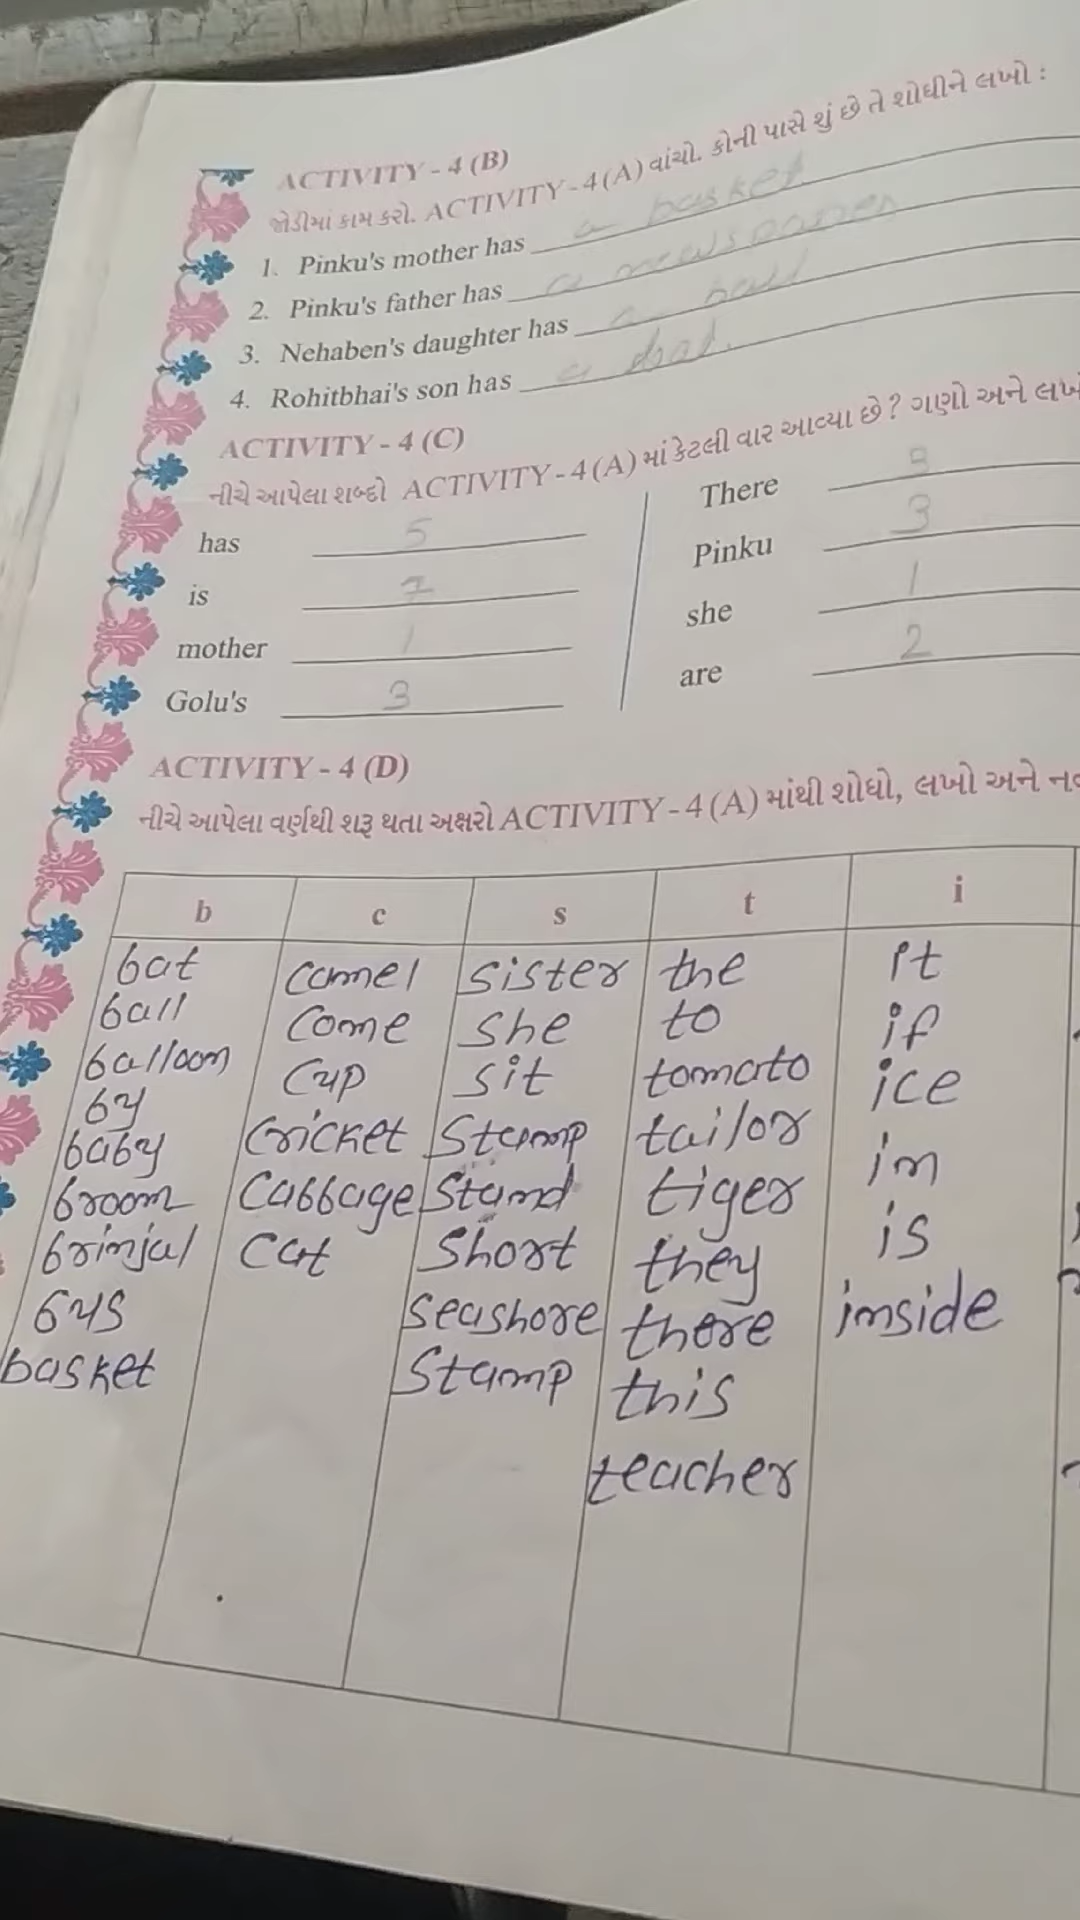 ACTIVITY - 4 (B)
જોડીમાં કામ કરો. ACTIVITY - 4 (A) વાંચો. કોની પાસે શું છે તે શોધીને લખો :
1. Pinku's mother has a basket
2. Pinku's father has a newspaper
3. Nehaben's daughter has a ball
4. Rohitbhai's son has a bat.
ACTIVITY - 4 (C)
નીચે આપેલા શબ્દો ACTIVITY - 4 (A) માં કેટલી વાર આવ્યા છે? ગણો અને લખો
has 5 There
is 7 Pinku 3
mother 1 she 1
Golu's 3 are 2
ACTIVITY - 4 (D)
નીચે આપેલા વર્ણથી શરૂ થતા અક્ષરો ACTIVITY - 4 (A) માંથી શોધો, લખો અને
b c s t i
bat camel sister the it
ball come she to if
balloon cup sit tomato ice
by cricket stamp tailor in
baby cabbage stand tiger is
broom cat short they inside
brinjal seashore there
bus stamp this
basket teacher